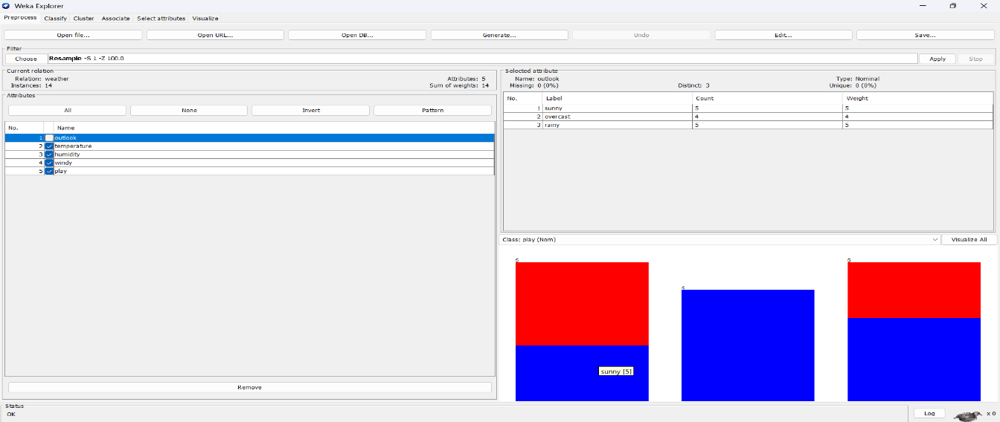 Weka Explorer
Preprocess Classify Cluster Associate Select attributes Visualize
Open file... Open URL... Open DB... Generate... Undo Edit... Save...
Filter
Choose Resample -S 1 -Z 100.0 Apply Stop
Current relation
Relation: weather Attributes: 5
Instances: 14 Sum of weights: 14
Attributes
All None Invert Pattern
No. Name
1 outlook
2 temperature
3 humidity
4 windy
5 play
Remove
Selected attribute
Name: outlook Type: Nominal
Missing: 0 (0%) Distinct: 3 Unique: 0 (0%)
No. Label Count Weight
1 sunny 5 5
2 overcast 4 4
3 rainy 5 5
Class: play (Nom) Visualize All
5 5
4
sunny [5]
Status
OK Log x 0